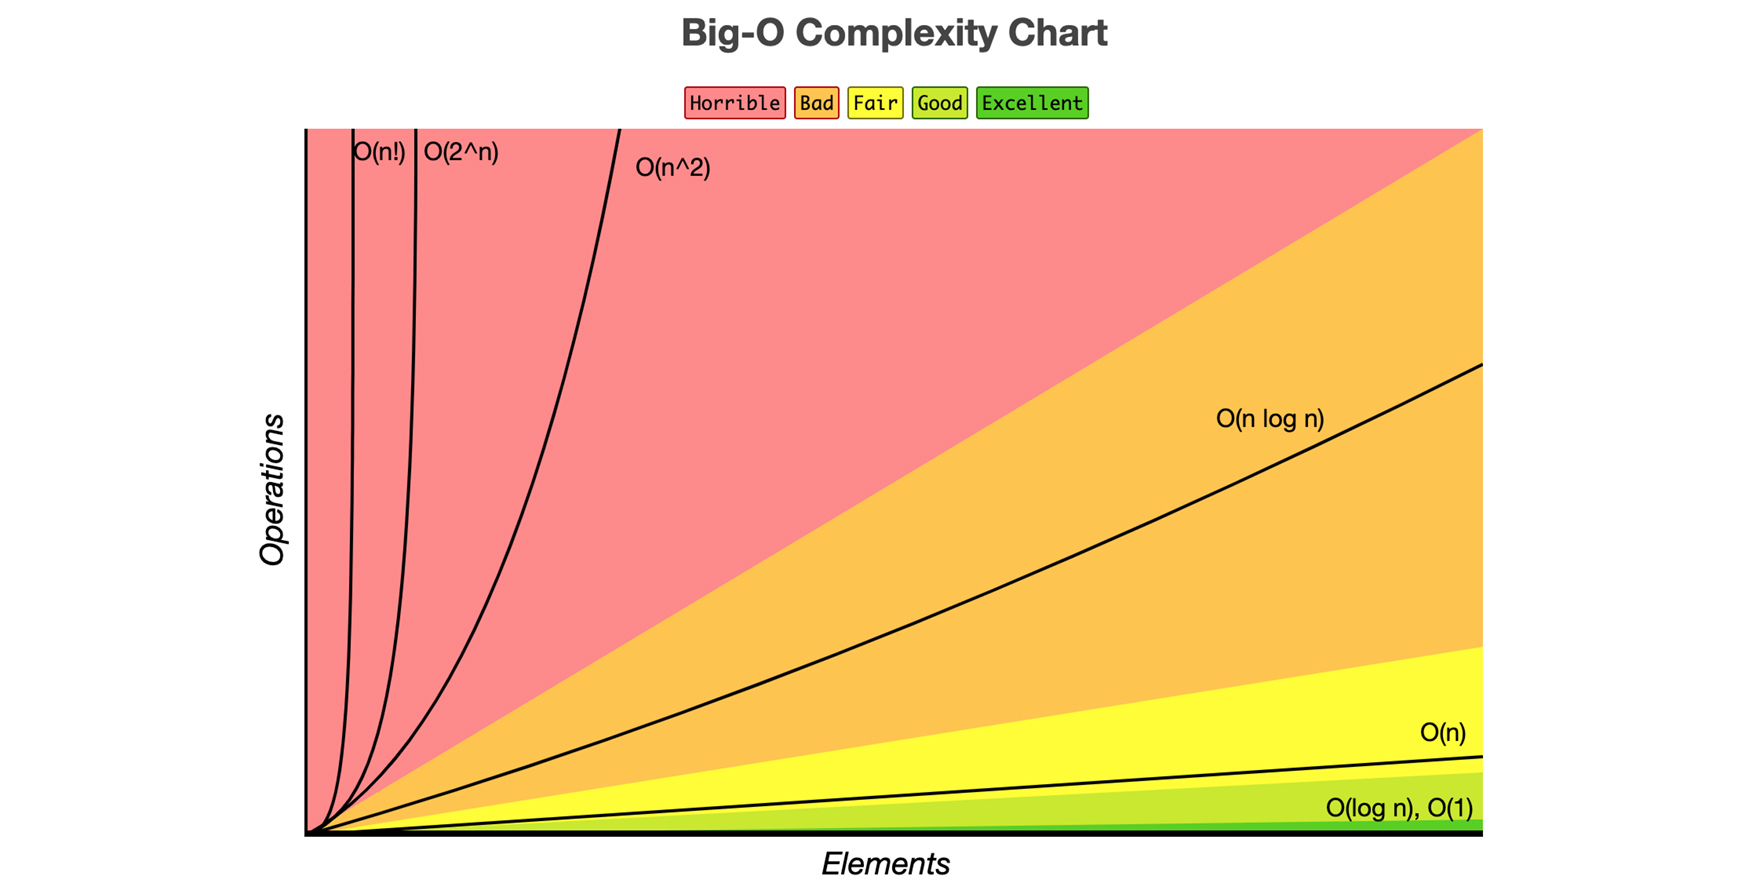 Big-O Complexity Chart
Horrible Bad Fair Good Excellent
O(n!) O(2^n)
O(n^2)
O(n log n)
Operations
O(n)
O(log n), O(1)
Elements